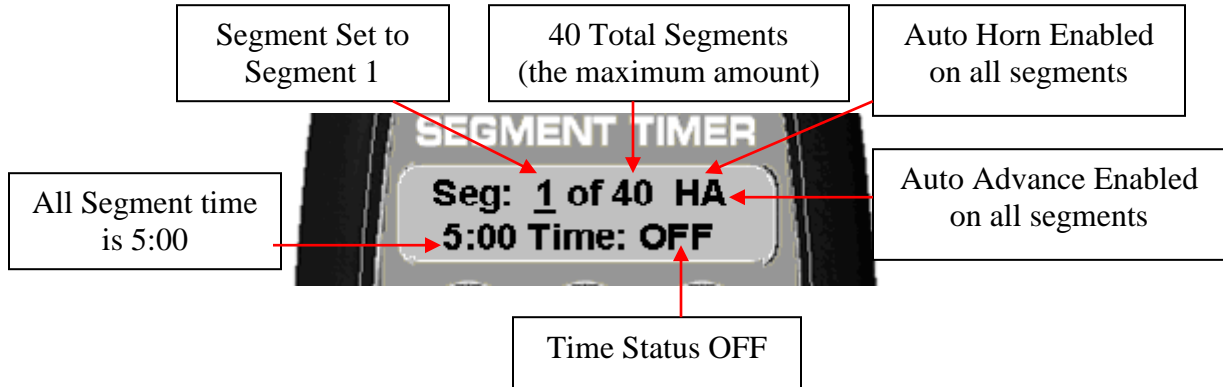 Segment Set to
Segment 1
40 Total Segments
(the maximum amount)
Auto Horn Enabled
on all segments
SEGMENT TIMER
Seg: 1 of 40 HA
5:00 Time: OFF
All Segment time
is 5:00
Auto Advance Enabled
on all segments
Time Status OFF